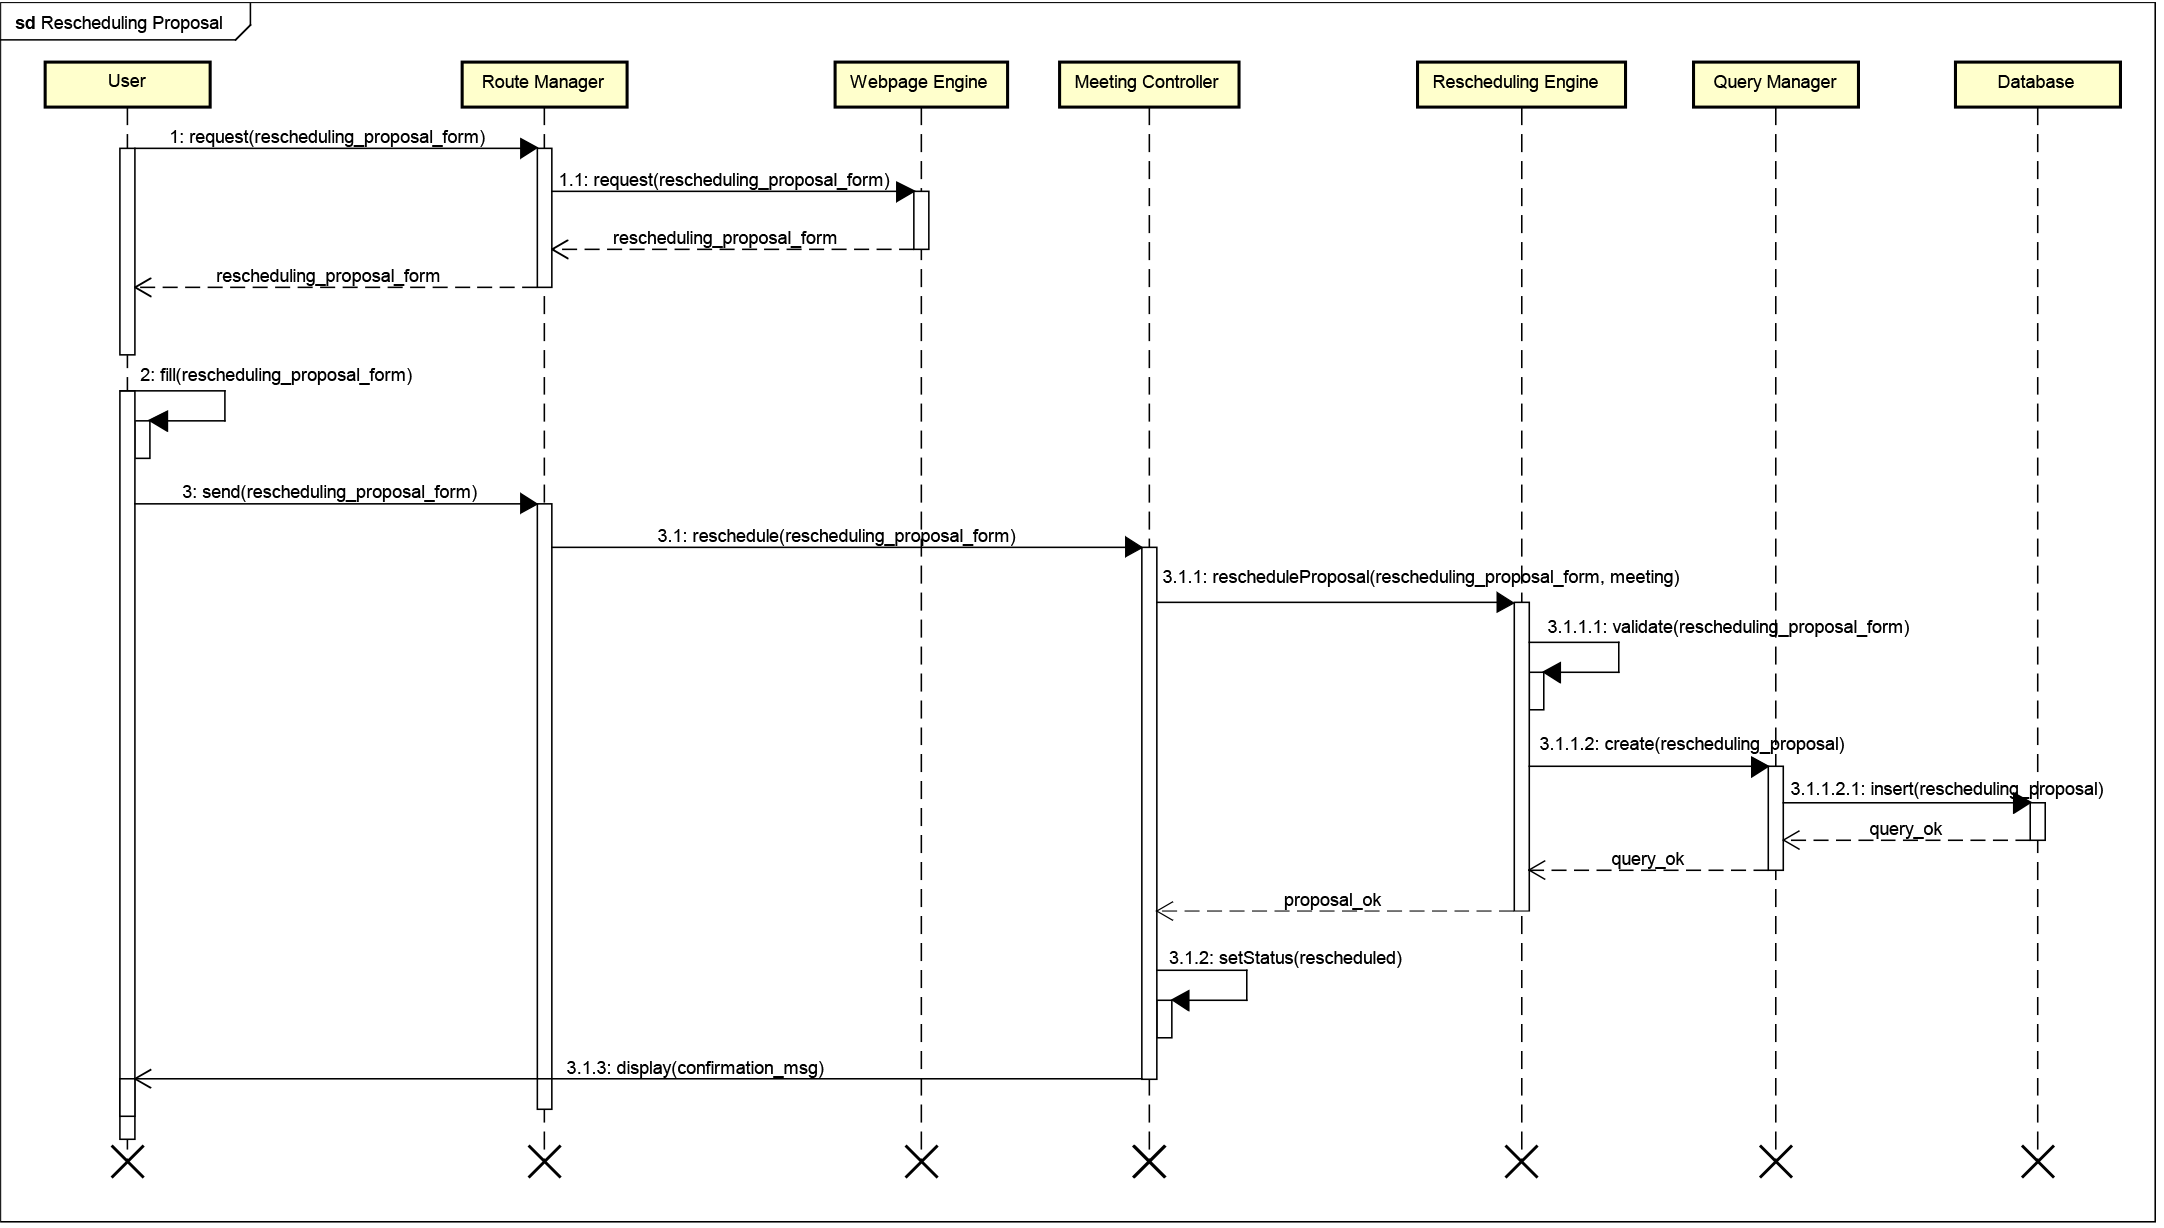 sd Rescheduling Proposal
User
Route Manager
Webpage Engine
Meeting Controller
Rescheduling Engine
Query Manager
Database
1: request(rescheduling_proposal_form)
1.1: request(rescheduling_proposal_form)
rescheduling_proposal_form
rescheduling_proposal_form
2: fill(rescheduling_proposal_form)
3: send(rescheduling_proposal_form)
3.1: reschedule(rescheduling_proposal_form)
3.1.1: rescheduleProposal(rescheduling_proposal_form, meeting)
3.1.1.1: validate(rescheduling_proposal_form)
3.1.1.2: create(rescheduling_proposal)
3.1.1.2.1: insert(rescheduling_proposal)
query_ok
query_ok
proposal_ok
3.1.2: setStatus(rescheduled)
3.1.3: display(confirmation_msg)